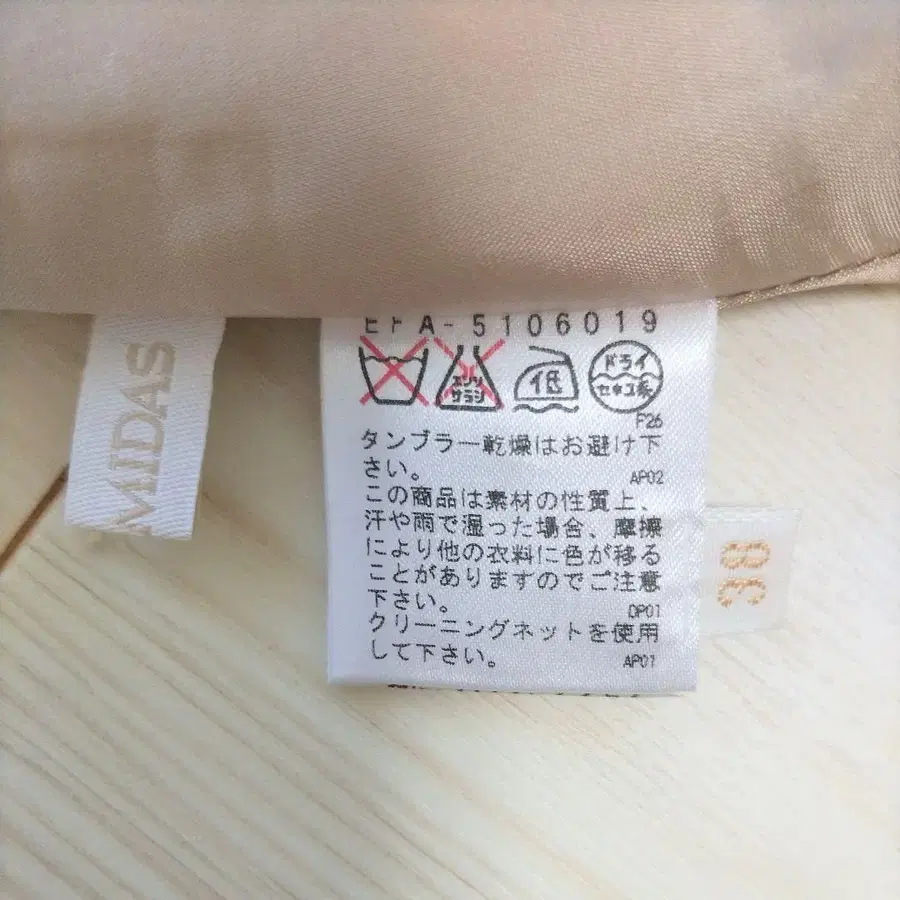 MIDAS
A-5106019
エンソ
サラシ
低
ドライ
セキユ系
F26
タンブラー乾燥はお避け下
さい。
AP02
この商品は素材の性質上、
汗や雨で湿った場合、摩擦
により他の衣料に色が移る
ことがありますのでご注意
下さい。
DP01
クリーニングネットを使用
して下さい。
AP01
38